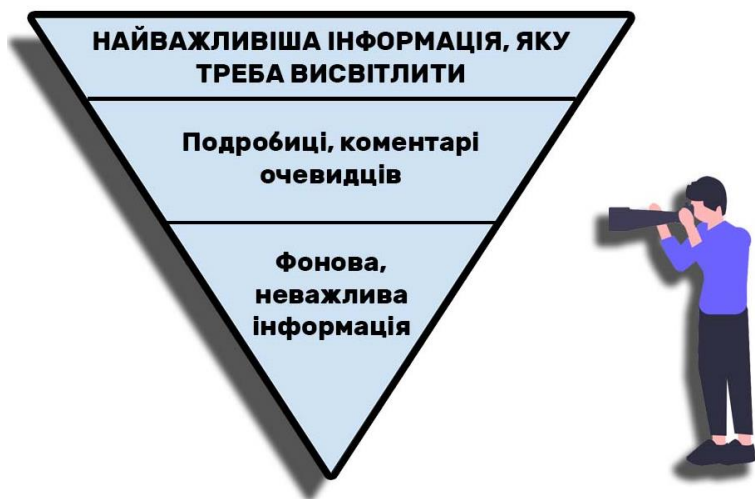 НАЙВАЖЛИВІША ІНФОРМАЦІЯ, ЯКУ
ТРЕБА ВИСВІТЛИТИ
Подробиці, коментарі
очевидців
Фонова,
неважлива
інформація